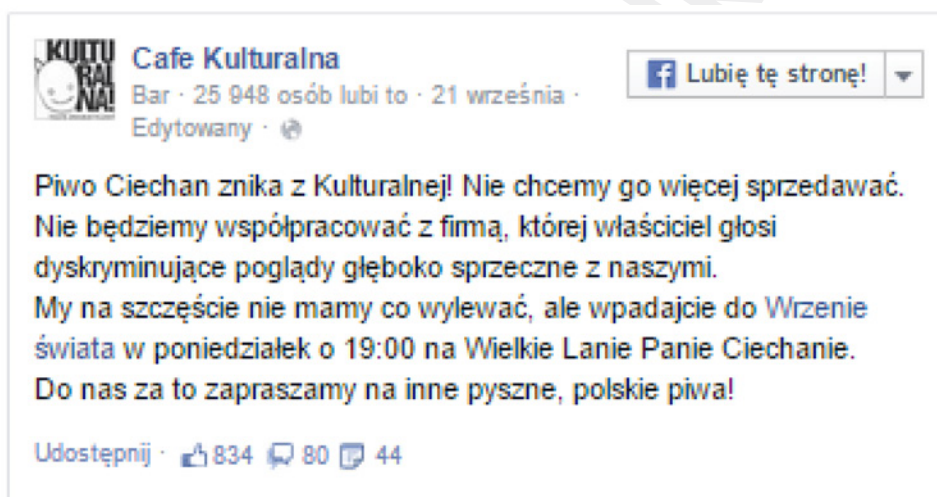 KULTU
RAL
NA!
Cafe Kulturalna
Lubię tę stronę!
Bar · 25 948 osób lubi to · 21 września ·
Edytowany ·
Piwo Ciechan znika z Kulturalnej! Nie chcemy go więcej sprzedawać.
Nie będziemy współpracować z firmą, której właściciel głosi
dyskryminujące poglądy głęboko sprzeczne z naszymi.
My na szczęście nie mamy co wylewać, ale wpadajcie do Wrzenie
świata w poniedziałek o 19:00 na Wielkie Lanie Panie Ciechanie.
Do nas za to zapraszamy na inne pyszne, polskie piwa!
Udostępnij · 834 80 44